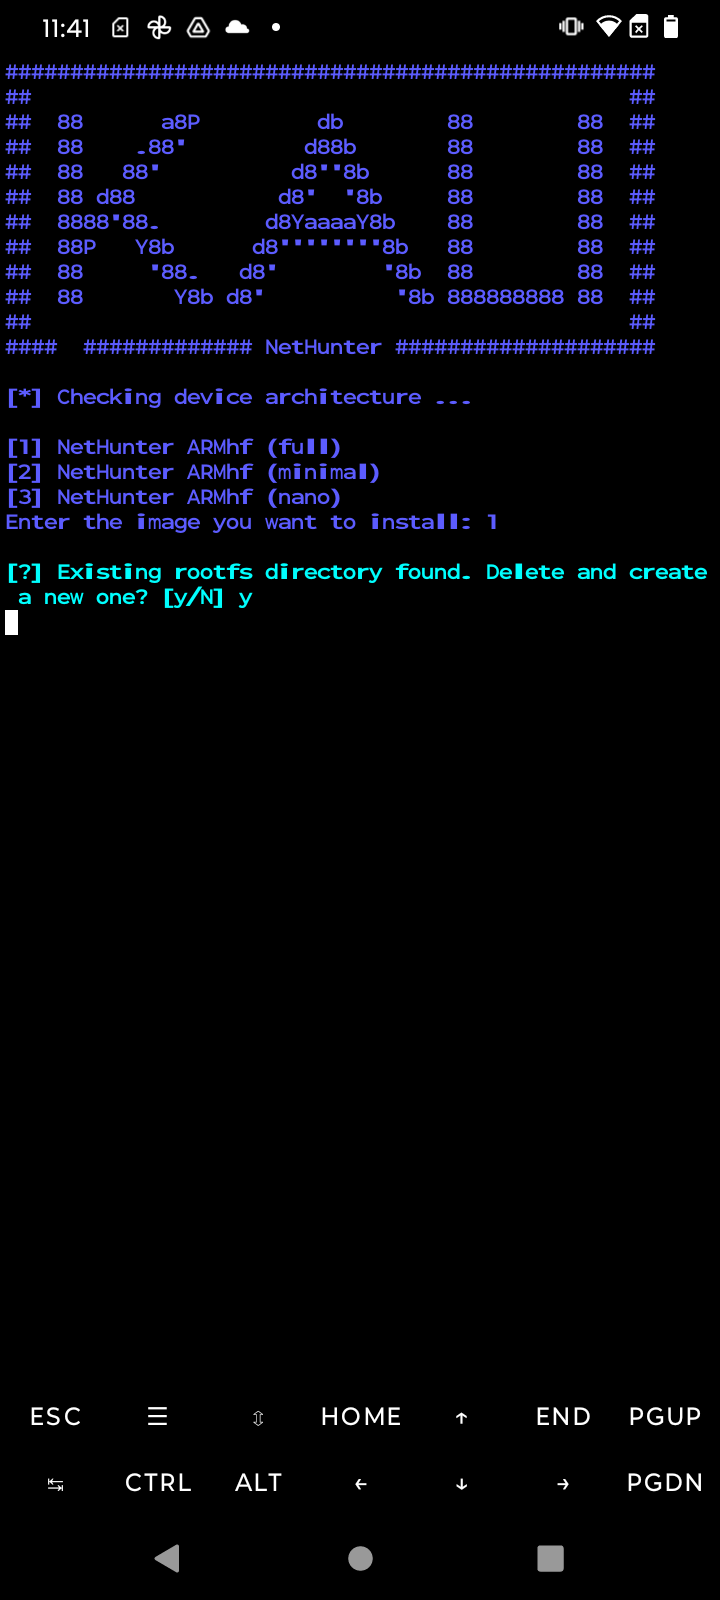 11:41
##################################################
##                                              ##
##  88      a8P         db        88        88  ##
##  88    .88'         d88b       88        88  ##
##  88   88'          d8''8b      88        88  ##
##  88 d88           d8'  '8b     88        88  ##
##  8888'88.        d8YaaaaY8b    88        88  ##
##  88P   Y8b      d8''''''''8b   88        88  ##
##  88     '88.   d8'        '8b  88        88  ##
##  88       Y8b d8'          '8b 888888888 88  ##
##                                              ##
####  ############# NetHunter ####################
[*] Checking device architecture ...
[1] NetHunter ARMhf (full)
[2] NetHunter ARMhf (minimal)
[3] NetHunter ARMhf (nano)
Enter the image you want to install: 1
[?] Existing rootfs directory found. Delete and create
 a new one? [y/N] y
ESC ☰ ⇳ HOME ↑ END PGUP
↹ CTRL ALT ← ↓ → PGDN